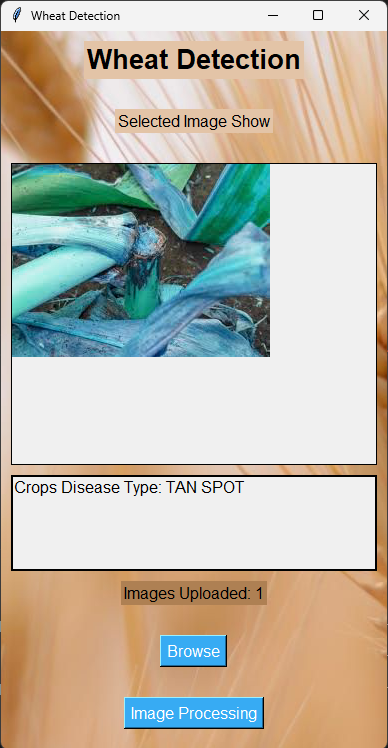 Wheat Detection
Wheat Detection
Selected Image Show
Crops Disease Type: TAN SPOT
Images Uploaded: 1
Browse
Image Processing